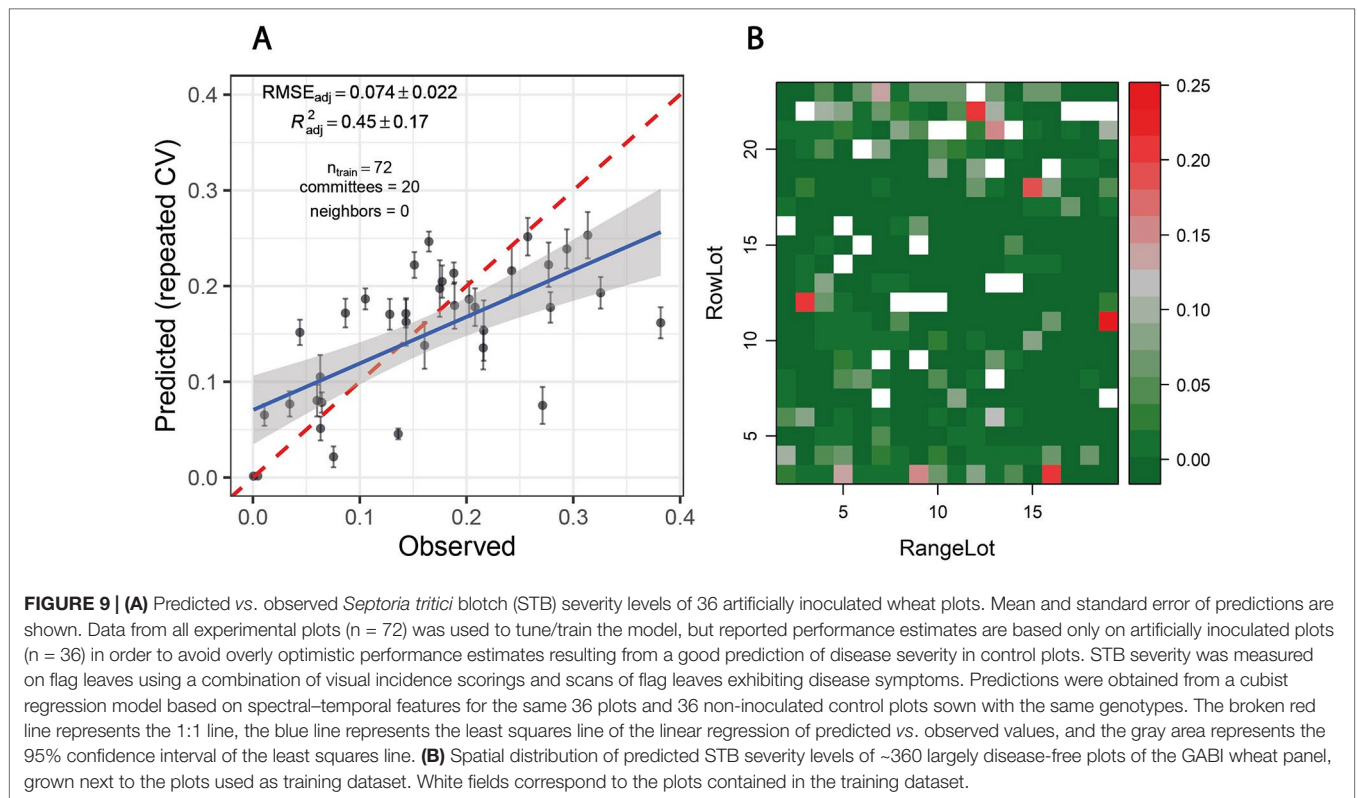 A
B
RMSEadj = 0.074 ± 0.022
R²adj = 0.45 ± 0.17
ntrain = 72
committees = 20
neighbors = 0
0.4
0.3
0.2
0.1
0.0
Predicted (repeated CV)
0.0 0.1 0.2 0.3 0.4
Observed
20
15
10
5
RowLot
5 10 15
RangeLot
0.25
0.20
0.15
0.10
0.05
0.00
FIGURE 9 | (A) Predicted vs. observed Septoria tritici blotch (STB) severity levels of 36 artificially inoculated wheat plots. Mean and standard error of predictions are
shown. Data from all experimental plots (n = 72) was used to tune/train the model, but reported performance estimates are based only on artificially inoculated plots
(n = 36) in order to avoid overly optimistic performance estimates resulting from a good prediction of disease severity in control plots. STB severity was measured
on flag leaves using a combination of visual incidence scorings and scans of flag leaves exhibiting disease symptoms. Predictions were obtained from a cubist
regression model based on spectral–temporal features for the same 36 plots and 36 non-inoculated control plots sown with the same genotypes. The broken red
line represents the 1:1 line, the blue line represents the least squares line of the linear regression of predicted vs. observed values, and the gray area represents the
95% confidence interval of the least squares line. (B) Spatial distribution of predicted STB severity levels of ~360 largely disease-free plots of the GABI wheat panel,
grown next to the plots used as training dataset. White fields correspond to the plots contained in the training dataset.